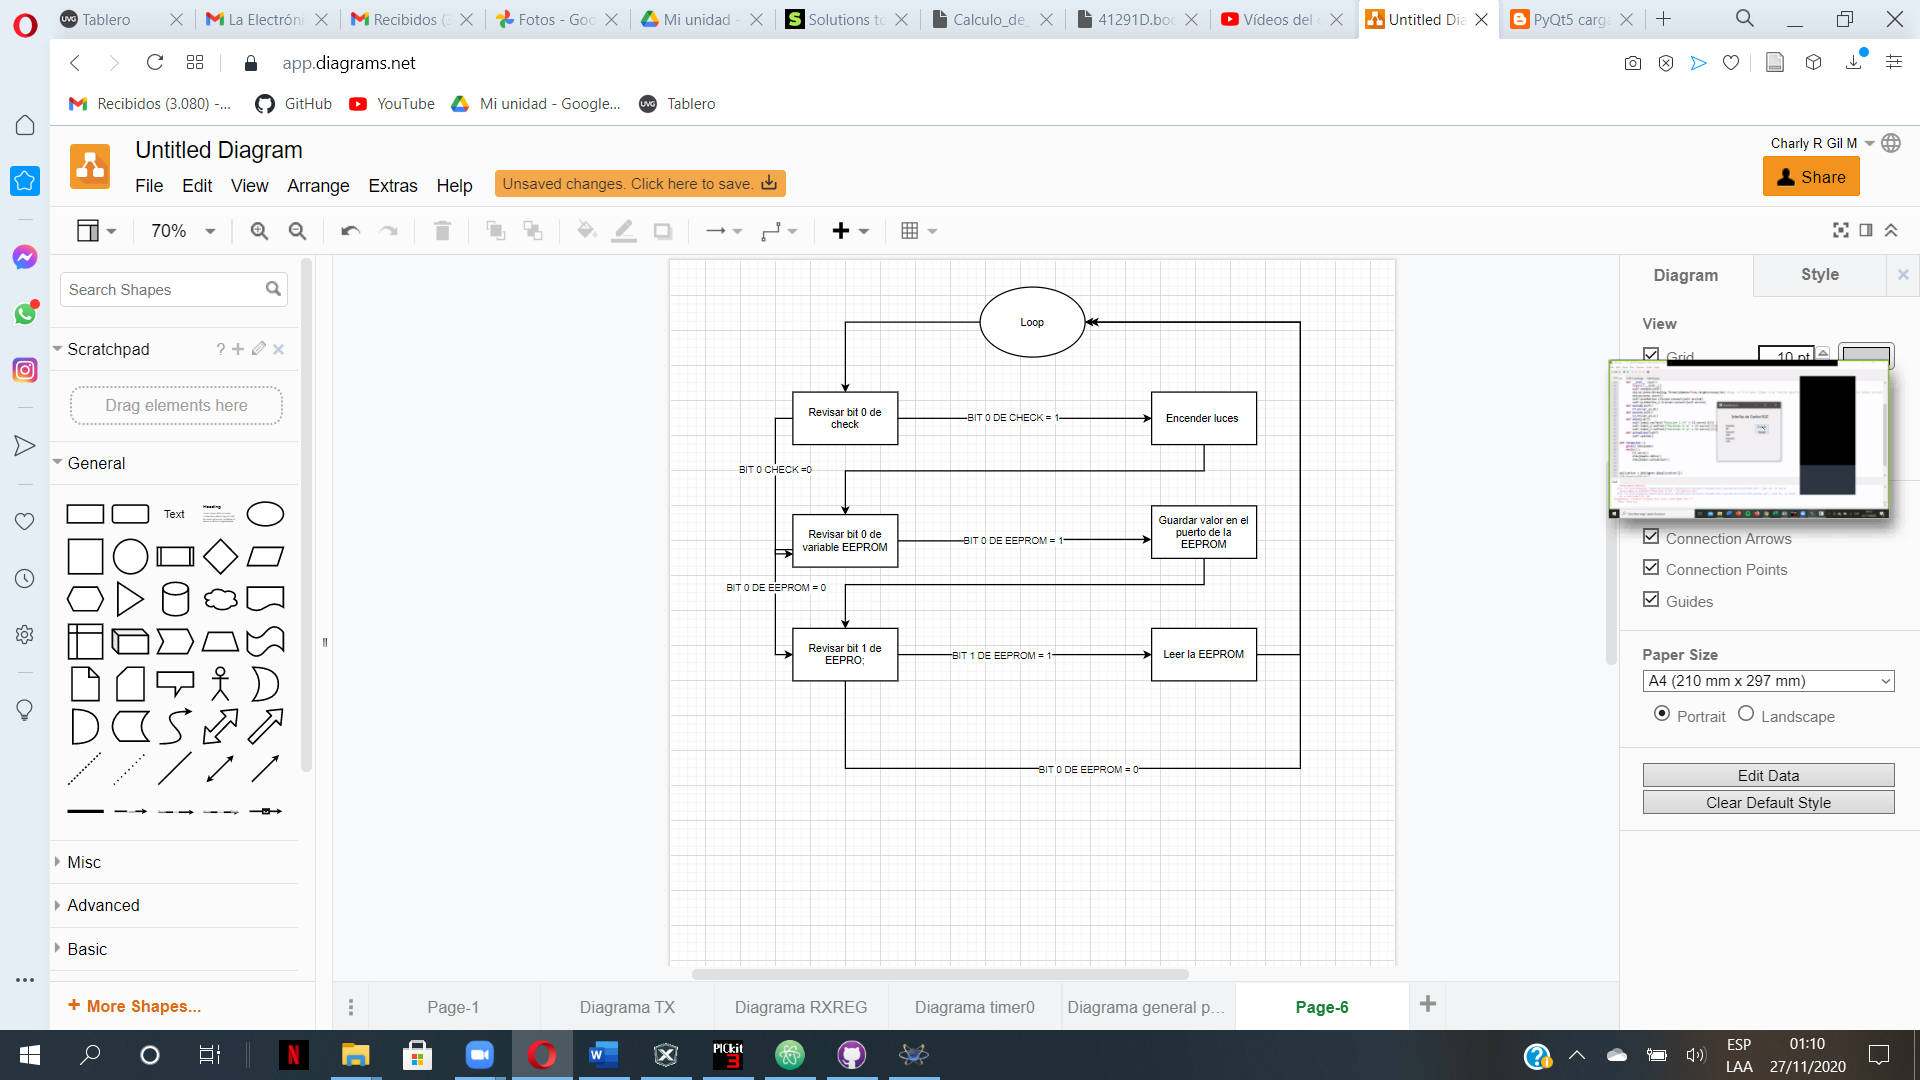 Tablero
La Electróni
Recibidos (3
Fotos - Goo
Mi unidad -
Solutions to
Calculo_de_
41291D.boo
Vídeos del c
Untitled Dia
PyQt5 carga
app.diagrams.net
Recibidos (3.080) -...
GitHub
YouTube
Mi unidad - Google...
Tablero
Untitled Diagram
File Edit View Arrange Extras Help
Unsaved changes. Click here to save.
Charly R Gil M
Share
70%
Search Shapes
Scratchpad
?
Drag elements here
General
Text
Heading
Misc
Advanced
Basic
+ More Shapes...
Loop
Revisar bit 0 de
check
BIT 0 DE CHECK = 1
Encender luces
BIT 0 CHECK =0
Revisar bit 0 de
variable EEPROM
BIT 0 DE EEPROM = 1
Guardar valor en el
puerto de la
EEPROM
BIT 0 DE EEPROM = 0
Revisar bit 1 de
EEPRO;
BIT 1 DE EEPROM = 1
Leer la EEPROM
BIT 0 DE EEPROM = 0
Diagram
Style
View
Grid
10 pt
Connection Arrows
Connection Points
Guides
Paper Size
A4 (210 mm x 297 mm)
Portrait
Landscape
Edit Data
Clear Default Style
Page-1
Diagrama TX
Diagrama RXREG
Diagrama timer0
Diagrama general p...
Page-6
PICkit
3
ESP
LAA
01:10
27/11/2020